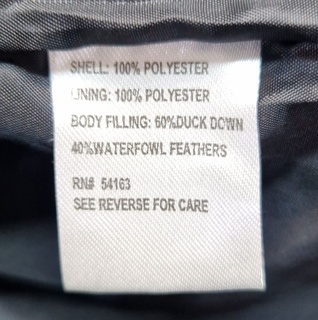 SHELL: 100% POLYESTER
LINING: 100% POLYESTER
BODY FILLING: 60%DUCK DOWN
40%WATERFOWL FEATHERS
RN# 54163
SEE REVERSE FOR CARE